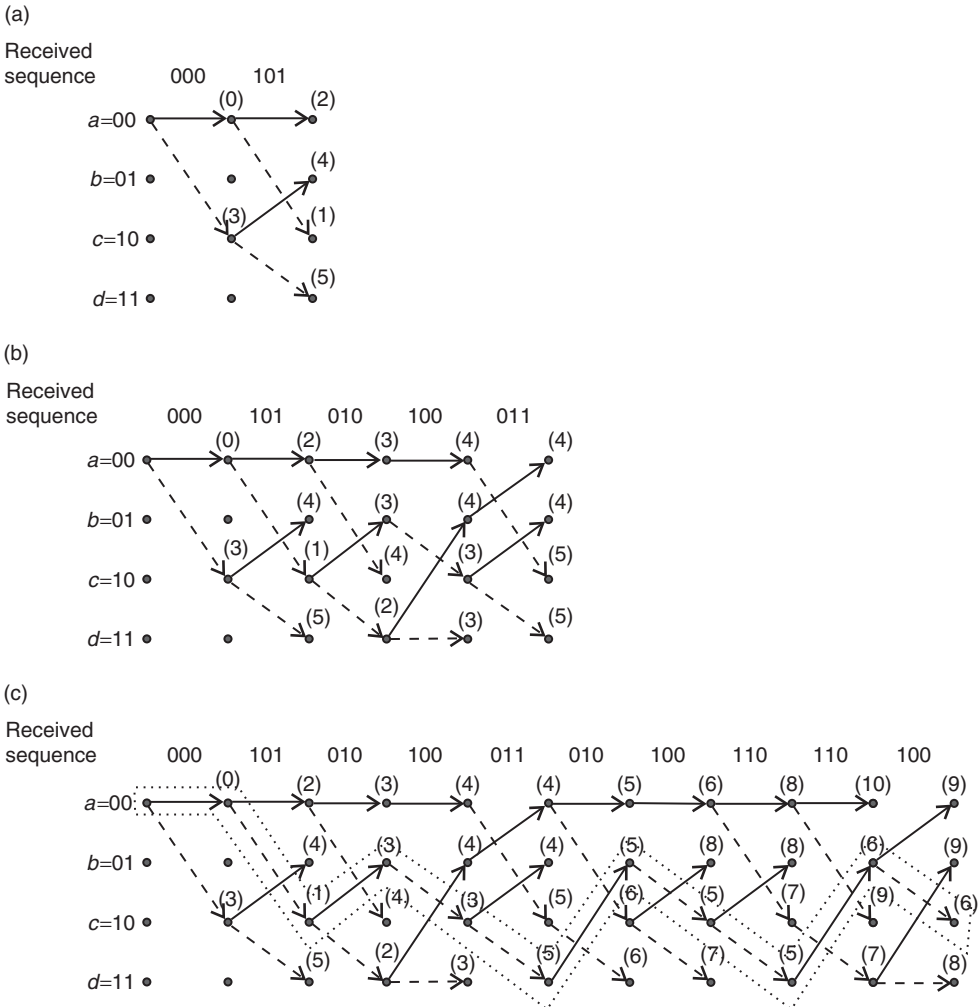 (a)
Received
sequence 000 101
(0) (2)
a=00
(4)
b=01
(3) (1)
c=10
(5)
d=11
(b)
Received
sequence 000 101 010 100 011
(0) (2) (3) (4) (4)
a=00
(4) (3) (4) (4)
b=01
(3) (1) (4) (3) (5)
c=10
(5) (2) (3) (5)
d=11
(c)
Received
sequence 000 101 010 100 011 010 100 110 110 100
(0) (2) (3) (4) (4) (5) (6) (8) (10) (9)
a=00
(4) (3) (4) (4) (5) (8) (8) (6) (9)
b=01
(3) (1) (4) (3) (5) (6) (5) (7) (9) (6)
c=10
(5) (2) (3) (5) (6) (7) (5) (7) (8)
d=11